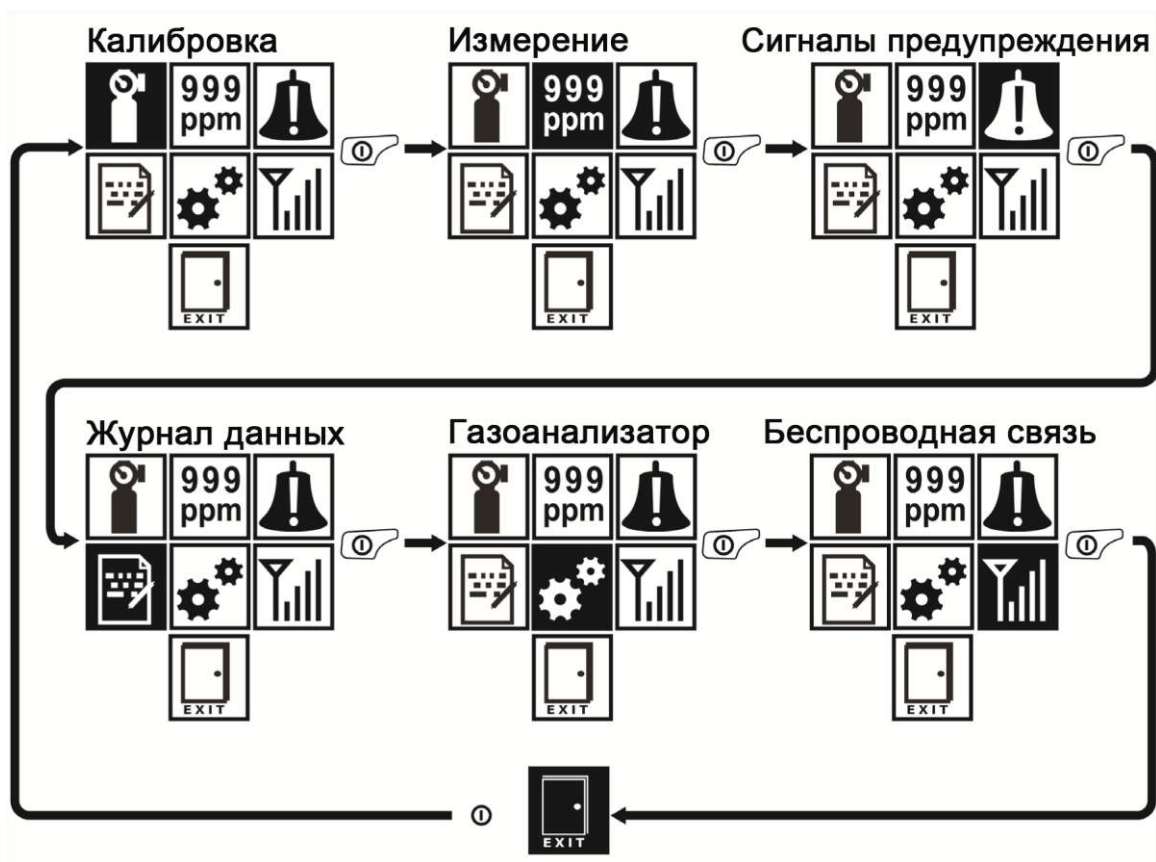 Калибровка
Измерение
Сигналы предупреждения
999
ppm
999
ppm
999
ppm
EXIT
EXIT
EXIT
Журнал данных
Газоанализатор
Беспроводная связь
999
ppm
999
ppm
999
ppm
EXIT
EXIT
EXIT
EXIT